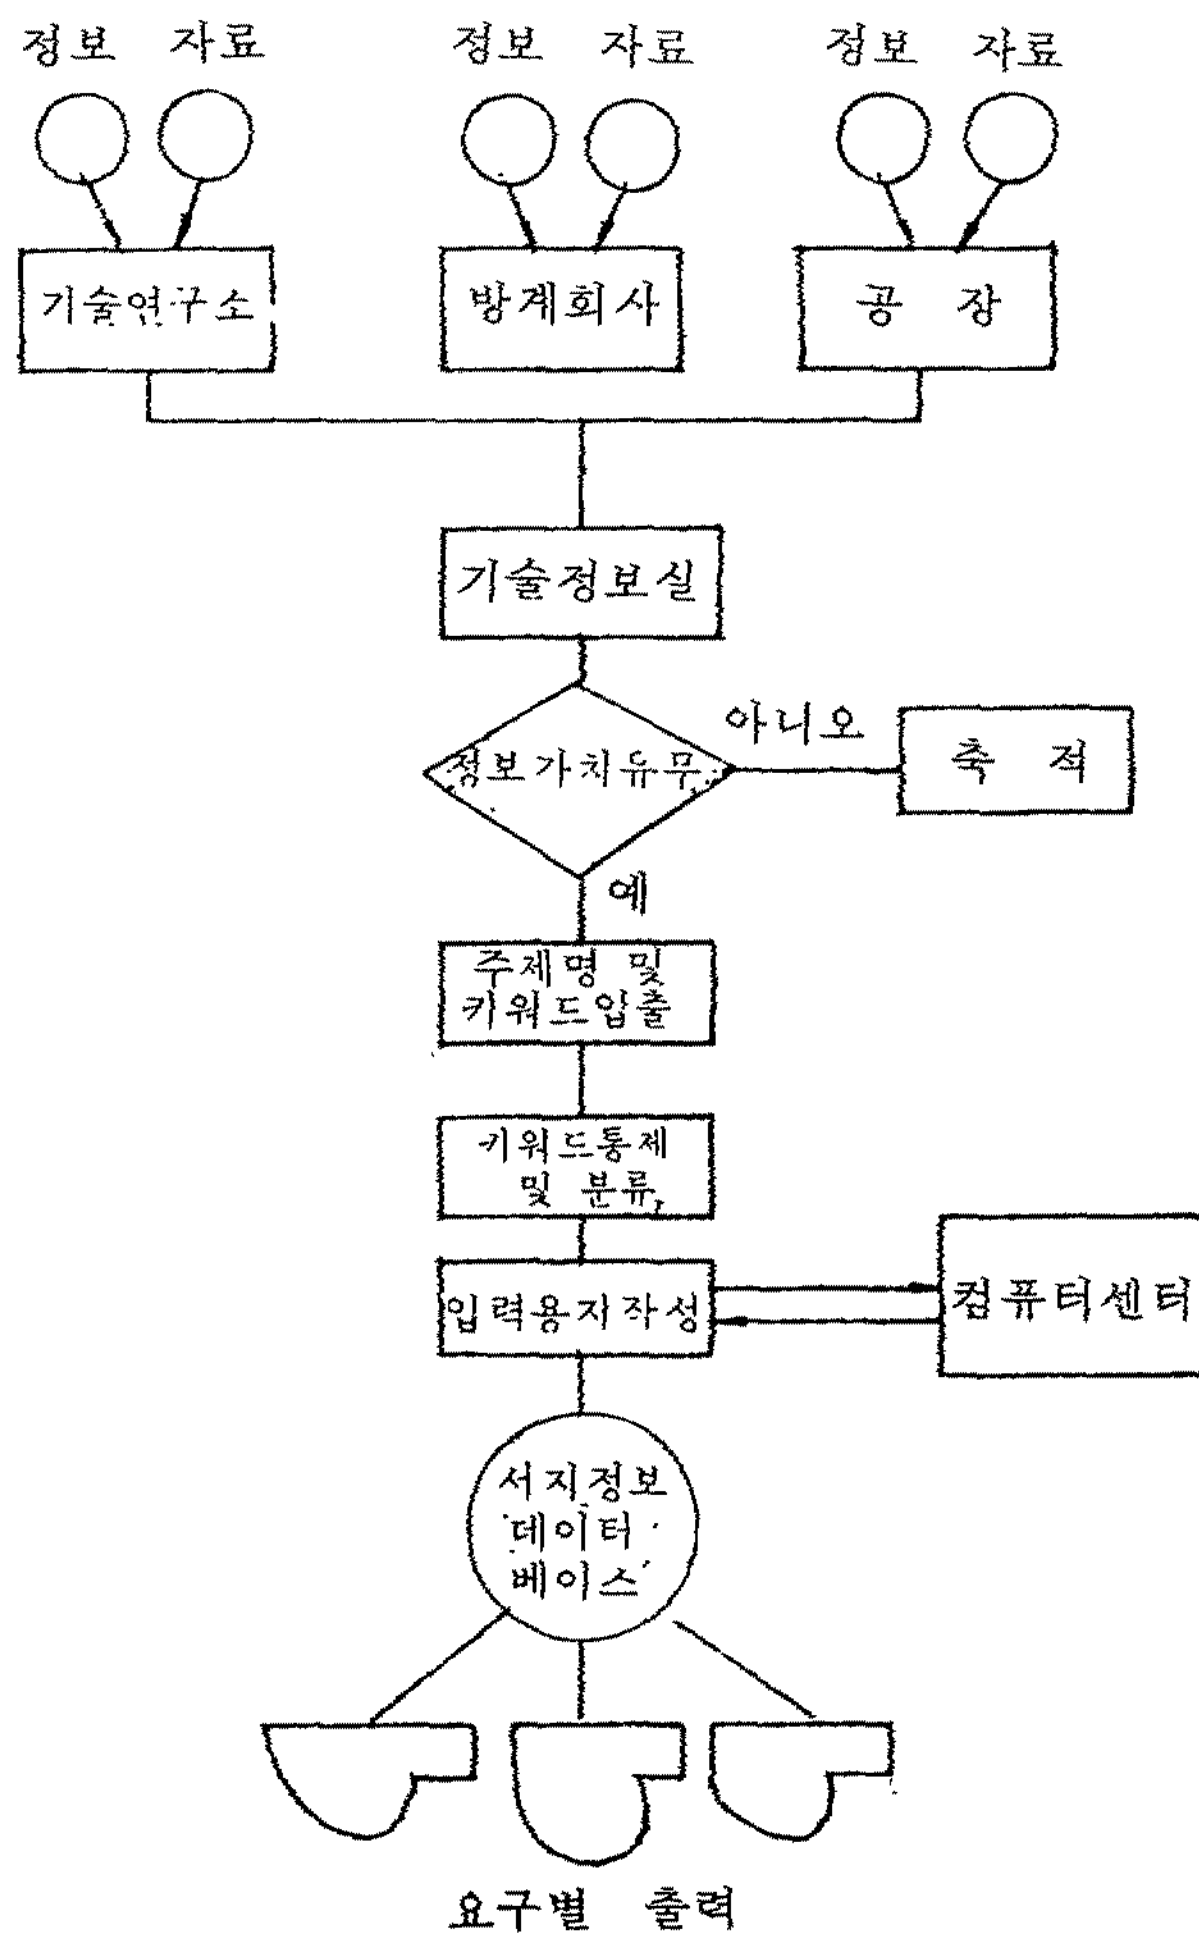 정보 자료 정보 자료 정보 자료
기술연구소 방계회사 공 장
기술정보실
정보가치유무
아니오
축 적
예
주제명 및
키워드압출
키워드통제
및 분류
입력용지작성
컴퓨터센터
서지정보
데이터
베이스
요구별 출력